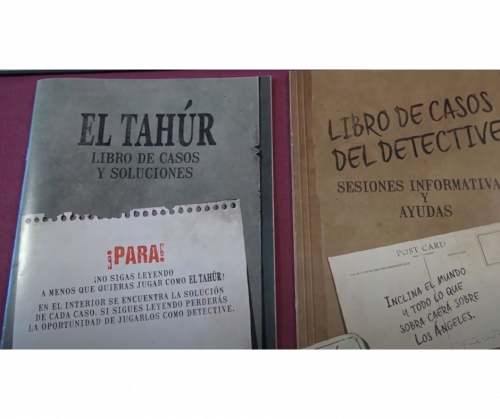 EL TAHÚR
LIBRO DE CASOS
Y SOLUCIONES
¡PARA!
¡NO SIGAS LEYENDO
A MENOS QUE QUIERAS JUGAR COMO EL TAHÚR!
EN EL INTERIOR SE ENCUENTRA LA SOLUCIÓN
DE CADA CASO. SI SIGUES LEYENDO PERDERÁS
LA OPORTUNIDAD DE JUGARLOS COMO DETECTIVE.
LIBRO DE CASOS
DEL DETECTIVE
SESIONES INFORMATIVA
Y
AYUDAS
POST CARD
INCLINA EL MUNDO
Y TODO LO QUE
SOBRA CAERÁ SOBRE
LOS ÁNGELES.